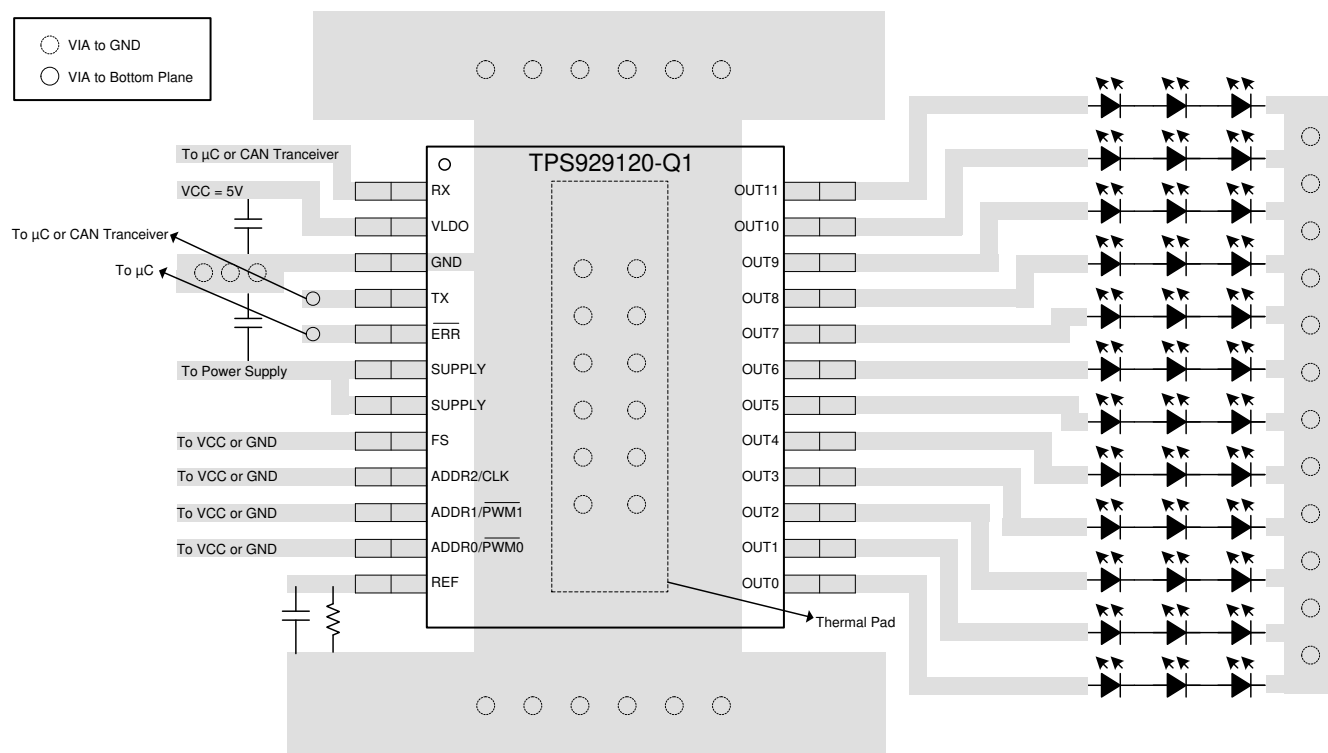 VIA to GND
VIA to Bottom Plane
TPS929120-Q1
To µC or CAN Tranceiver
VCC = 5V
To µC or CAN Tranceiver
To µC
To Power Supply
To VCC or GND
To VCC or GND
To VCC or GND
To VCC or GND
RX
VLDO
GND
TX
ERR
SUPPLY
SUPPLY
FS
ADDR2/CLK
ADDR1/PWM1
ADDR0/PWM0
REF
OUT11
OUT10
OUT9
OUT8
OUT7
OUT6
OUT5
OUT4
OUT3
OUT2
OUT1
OUT0
Thermal Pad